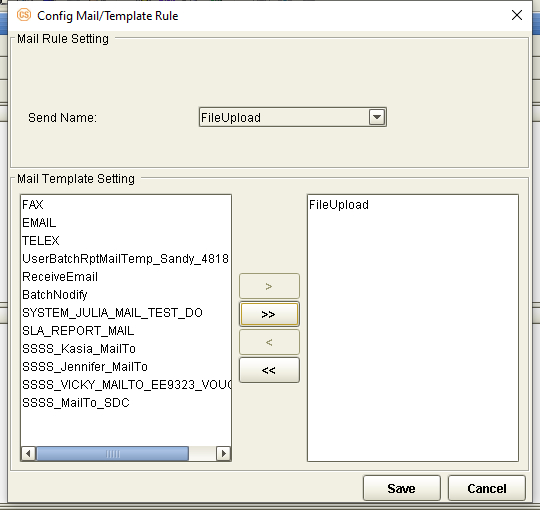 CS Config Mail/Template Rule
Mail Rule Setting
Send Name:
FileUpload
Mail Template Setting
FAX
EMAIL
TELEX
UserBatchRptMailTemp_Sandy_4818
ReceiveEmail
BatchNodify
SYSTEM_JULIA_MAIL_TEST_DO
SLA_REPORT_MAIL
SSSS_Kasia_MailTo
SSSS_Jennifer_MailTo
SSSS_VICKY_MAILTO_EE9323_VOUC
SSSS_MailTo_SDC
>
>>
<
<<
FileUpload
Save
Cancel